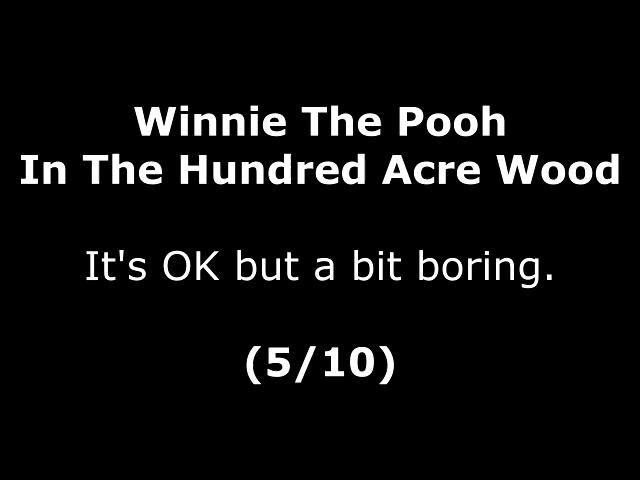 Winnie The Pooh
In The Hundred Acre Wood
It's OK but a bit boring.
(5/10)